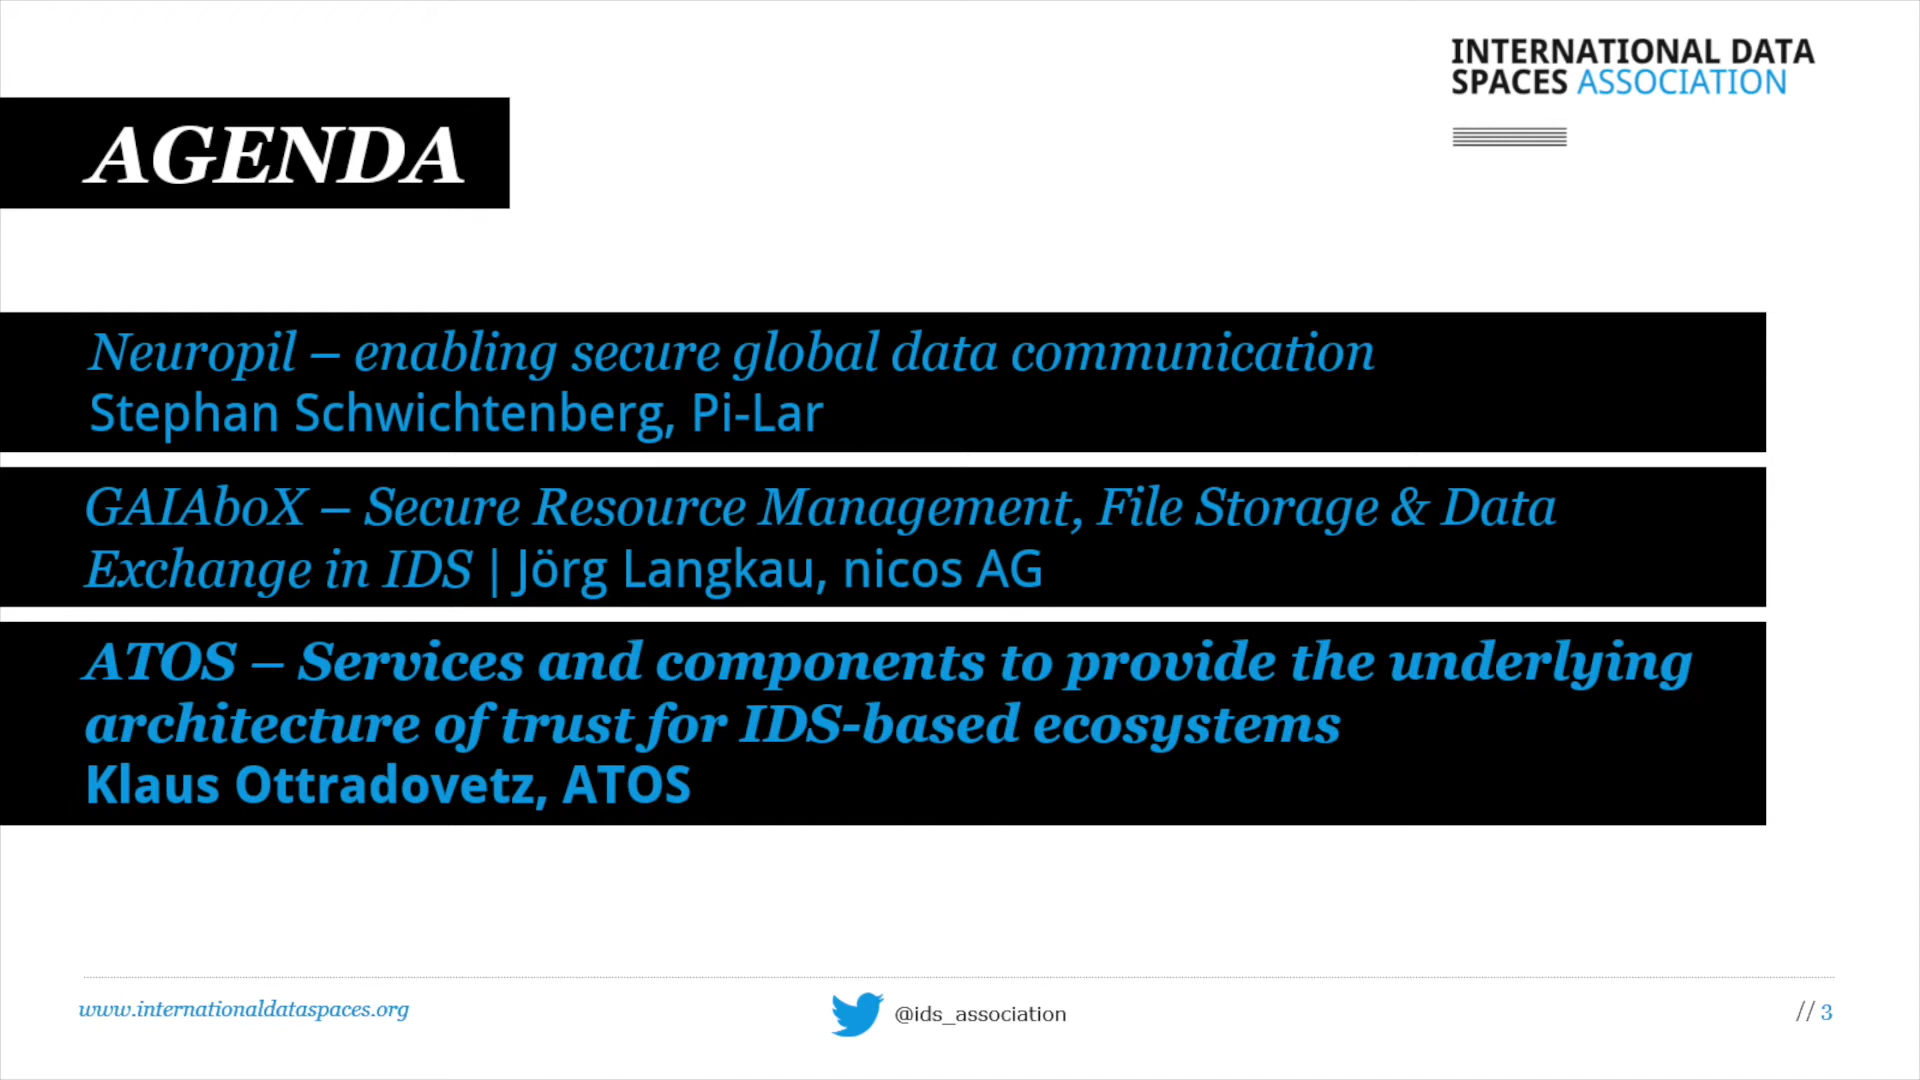 INTERNATIONAL DATA
SPACES ASSOCIATION
AGENDA
Neuropil – enabling secure global data communication
Stephan Schwichtenberg, Pi-Lar
GAIAboX – Secure Resource Management, File Storage & Data
Exchange in IDS | Jörg Langkau, nicos AG
ATOS – Services and components to provide the underlying
architecture of trust for IDS-based ecosystems
Klaus Ottradovetz, ATOS
www.internationaldataspaces.org
@ids_association
// 3